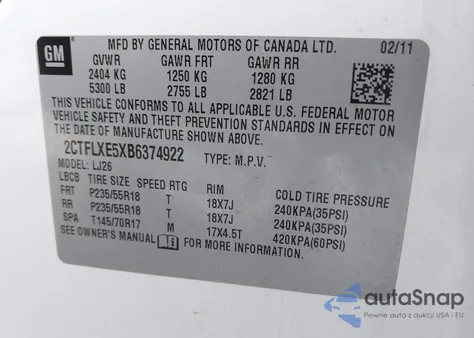 GM
MFD BY GENERAL MOTORS OF CANADA LTD. 02/11
GVWR GAWR FRT GAWR RR
2404 KG 1250 KG 1280 KG
5300 LB 2755 LB 2821 LB
THIS VEHICLE CONFORMS TO ALL APPLICABLE U.S. FEDERAL MOTOR
VEHICLE SAFETY AND THEFT PREVENTION STANDARDS IN EFFECT ON
THE DATE OF MANUFACTURE SHOWN ABOVE.
2CTFLXE5XB6374922 TYPE: M.P.V.
MODEL: LJ26
LBCB TIRE SIZE SPEED RTG RIM COLD TIRE PRESSURE
FRT P235/55R18 T 18X7J 240KPA(35PSI)
RR P235/55R18 T 18X7J 240KPA(35PSI)
SPA T145/70R17 M 17X4.5T 420KPA(60PSI)
SEE OWNER'S MANUAL FOR MORE INFORMATION.
autoSnap
Pewne auta z USA i EU